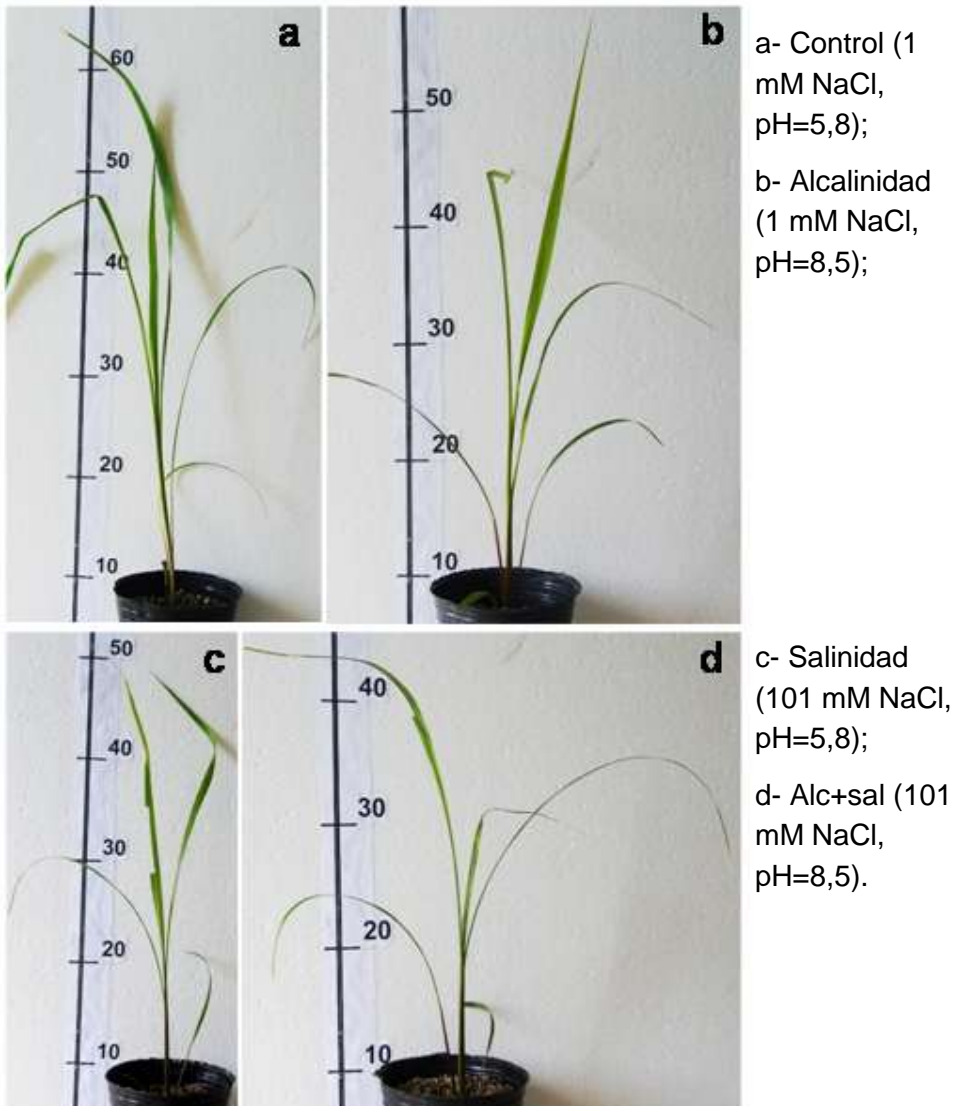 a
60
50
40
30
20
10
b
50
40
30
20
10
a- Control (1
mM NaCl,
pH=5,8);
b- Alcalinidad
(1 mM NaCl,
pH=8,5);
c
50
40
30
20
10
d
40
30
20
10
c- Salinidad
(101 mM NaCl,
pH=5,8);
d- Alc+sal (101
mM NaCl,
pH=8,5).